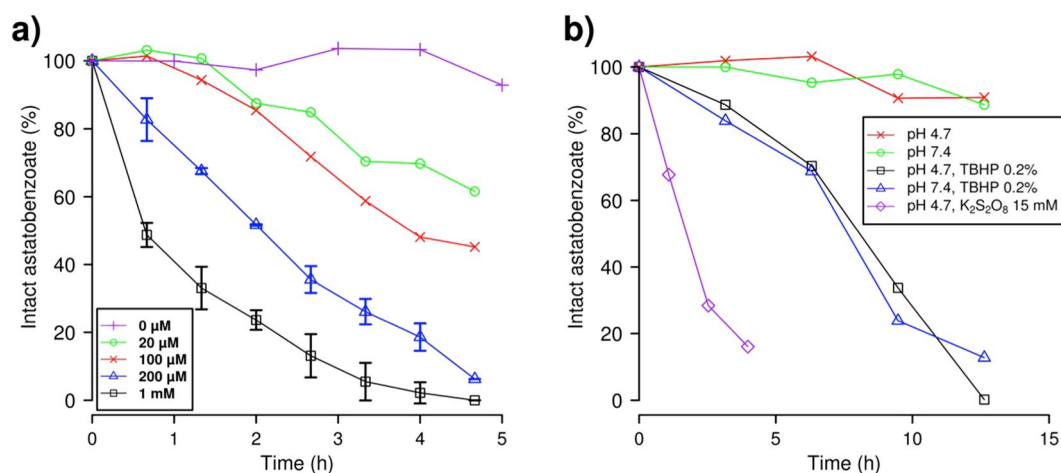 a)
Intact astatobenzoate (%)
100
80
60
40
20
0
0 µM
20 µM
100 µM
200 µM
1 mM
0 1 2 3 4 5
Time (h)
b)
Intact astatobenzoate (%)
100
80
60
40
20
0
pH 4.7
pH 7.4
pH 4.7, TBHP 0.2%
pH 7.4, TBHP 0.2%
pH 4.7, K₂S₂O₈ 15 mM
0 5 10 15
Time (h)